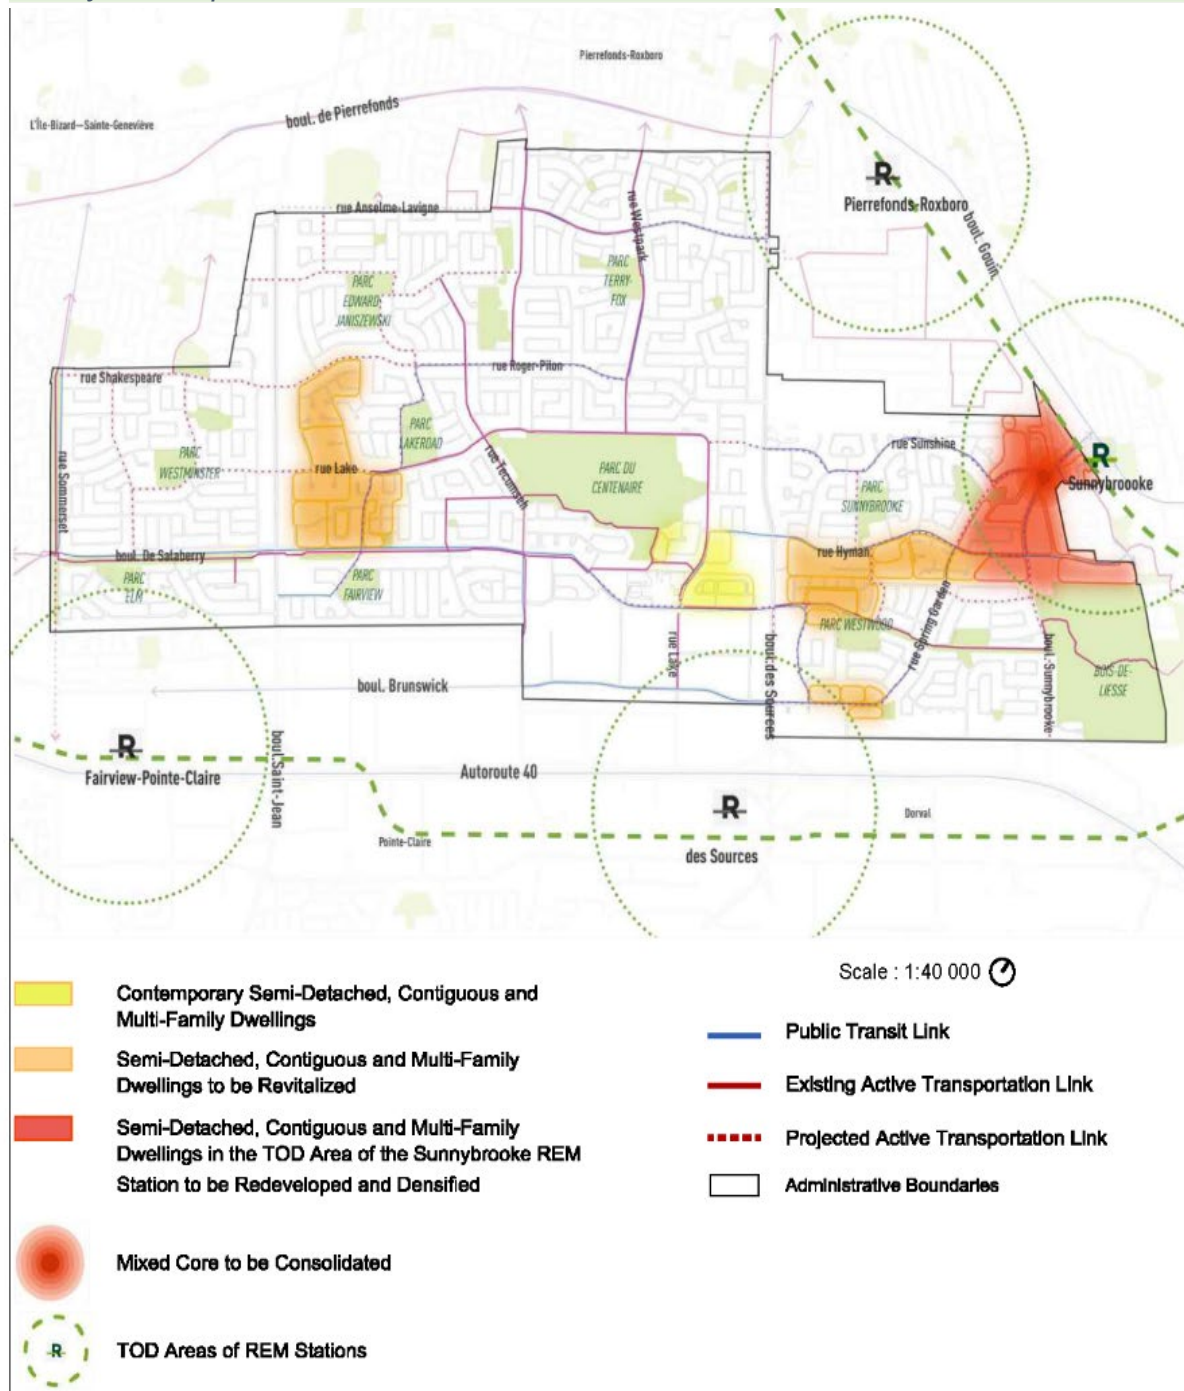 Pierrefonds-Roxboro
L'Île-Bizard—Sainte-Geneviève
boul. de Pierrefonds
R
Pierrefonds-Roxboro
boul. Gouin
rue Anselme-Lavigne
rue Westpark
PARC
TERRY-
FOX
PARC
EDWARD-
JANISZEWSKI
rue Shakespeare
rue Roger-Pilon
PARC
LAKEROAD
rue Sunshine
R
Sunnybroooke
PARC
WESTMINSTER
rue Lake
rue Tecumseh
PARC DU
CENTENAIRE
PARC
SUNNYBROOKE
rue Sommerset
boul. De Salaberry
rue Hyman
PARC
ELM
PARC
FAIRVIEW
PARC WESTWOOD
rue Spring Garden
rue Lake
boul. des Sources
boul. Sunnybrooke
BOIS-DE-
LIESSE
boul. Brunswick
R
Fairview-Pointe-Claire
boul. Saint-Jean
Autoroute 40
R
des Sources
Dorval
Pointe-Claire
Scale : 1:40 000
Contemporary Semi-Detached, Contiguous and
Multi-Family Dwellings
Semi-Detached, Contiguous and Multi-Family
Dwellings to be Revitalized
Semi-Detached, Contiguous and Multi-Family
Dwellings in the TOD Area of the Sunnybrooke REM
Station to be Redeveloped and Densified
Mixed Core to be Consolidated
R
TOD Areas of REM Stations
Public Transit Link
Existing Active Transportation Link
Projected Active Transportation Link
Administrative Boundaries